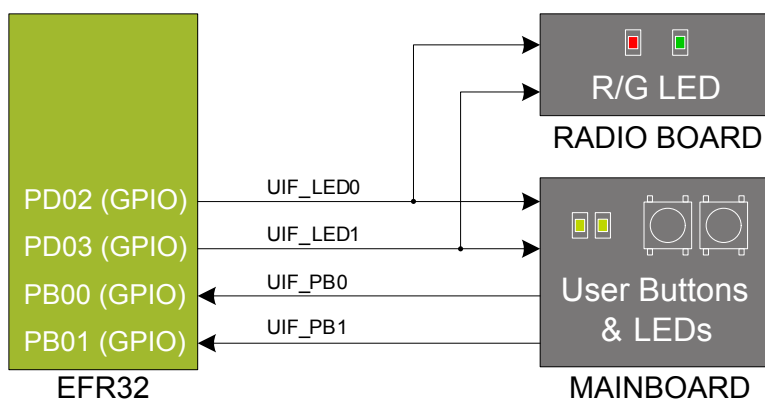 R/G LED
RADIO BOARD
PD02 (GPIO)
UIF_LED0
PD03 (GPIO)
UIF_LED1
PB00 (GPIO)
UIF_PB0
PB01 (GPIO)
UIF_PB1
User Buttons
& LEDs
EFR32
MAINBOARD